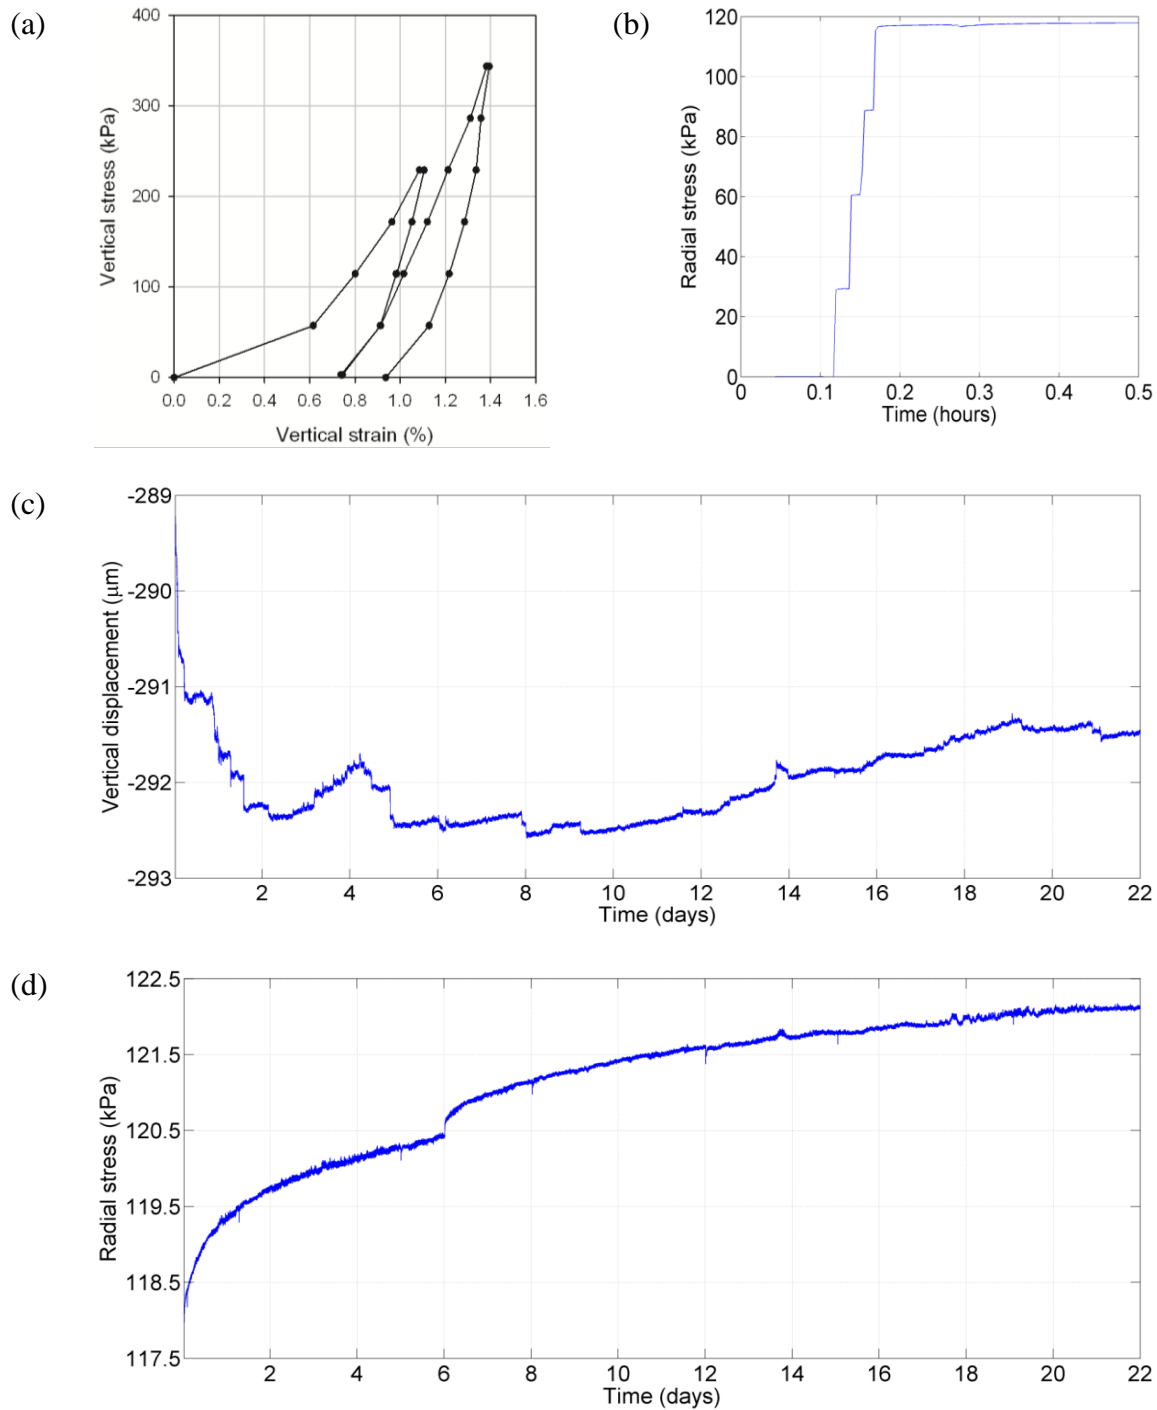 (a)
400
300
200
100
0
Vertical stress (kPa)
0.0 0.2 0.4 0.6 0.8 1.0 1.2 1.4 1.6
Vertical strain (%)
(b)
120
100
80
60
40
20
0
Radial stress (kPa)
0 0.1 0.2 0.3 0.4 0.5
Time (hours)
(c)
-289
-290
-291
-292
-293
Vertical displacement (μm)
2 4 6 8 10 12 14 16 18 20 22
Time (days)
(d)
122.5
121.5
120.5
119.5
118.5
117.5
Radial stress (kPa)
2 4 6 8 10 12 14 16 18 20 22
Time (days)